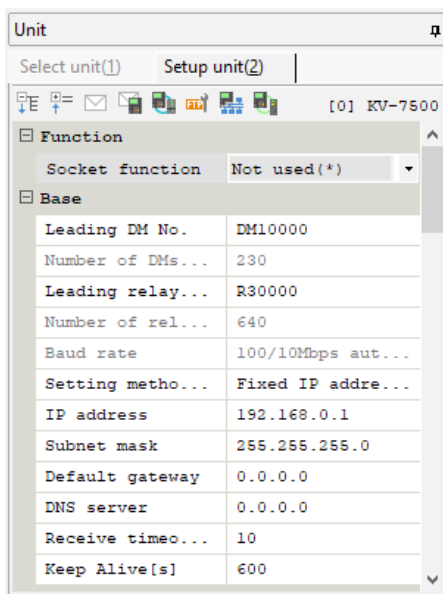 Unit
Select unit(1) Setup unit(2)
[0] KV-7500
Function
Socket function Not used(*)
Base
Leading DM No. DM10000
Number of DMs... 230
Leading relay... R30000
Number of rel... 640
Baud rate 100/10Mbps aut...
Setting metho... Fixed IP addre...
IP address 192.168.0.1
Subnet mask 255.255.255.0
Default gateway 0.0.0.0
DNS server 0.0.0.0
Receive timeo... 10
Keep Alive[s] 600